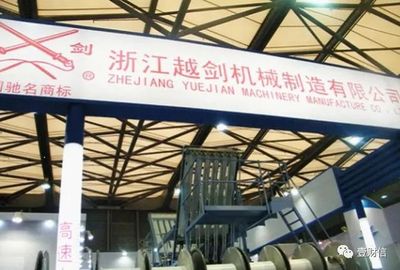 剑
®
驰名商标
浙江越剑机械制造有限公司
ZHEJIANG YUEJIAN MACHINERY MANUFACTURE CO., L
高速
壹财信